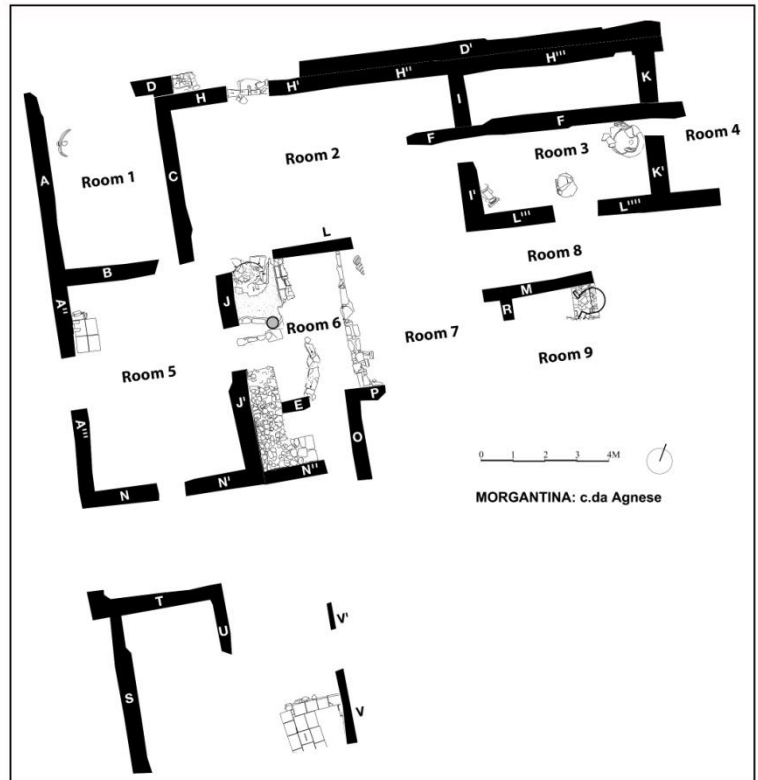 D'
H'''
H''
H'
D
H
K
I
F
F
A
C
Room 1
Room 2
Room 3
Room 4
K'
I'
L'''
L''''
B
L
Room 8
A''
J
M
R
Room 6
Room 7
Room 9
Room 5
J'
E
P
A'''
O
N
N'
N''
0 1 2 3 4M
MORGANTINA: c.da Agnese
T
U
V'
S
V